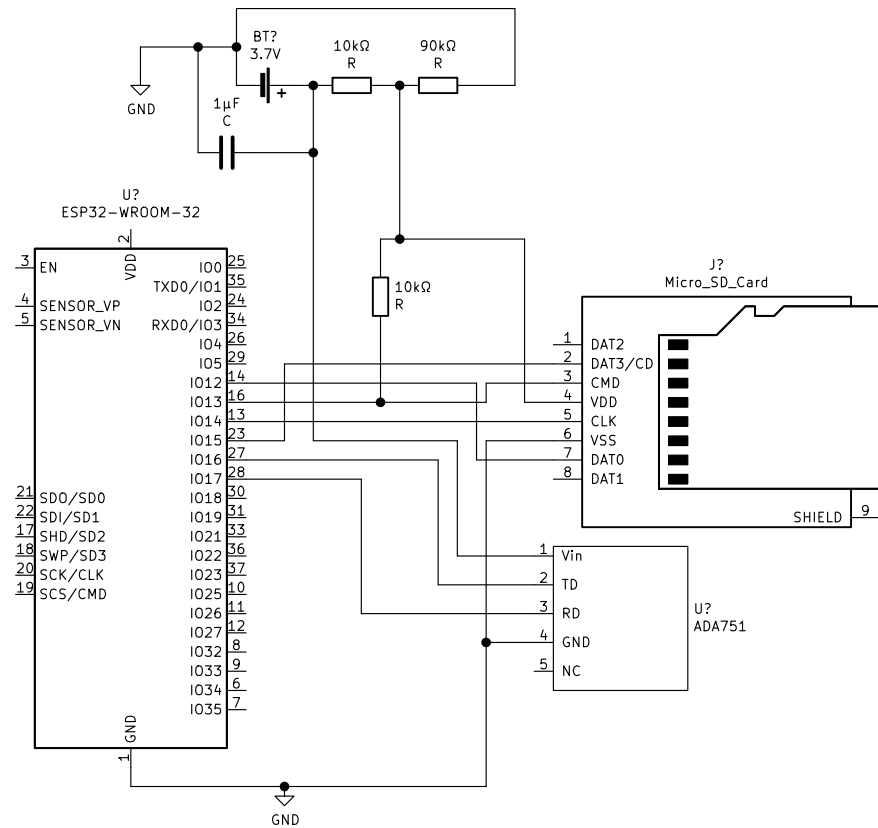 BT?
3.7V
10kΩ
R
90kΩ
R
GND
1µF
C
+
U?
ESP32-WROOM-32
2
VDD
3 EN
4 SENSOR_VP
5 SENSOR_VN
21 SDO/SD0
22 SDI/SD1
17 SHD/SD2
18 SWP/SD3
20 SCK/CLK
19 SCS/CMD
IO0 25
TXD0/IO1 35
IO2 24
RXD0/IO3 34
IO4 26
IO5 29
IO12 14
IO13 16
IO14 13
IO15 23
IO16 27
IO17 28
IO18 30
IO19 31
IO21 33
IO22 36
IO23 37
IO25 10
IO26 11
IO27 12
IO32 8
IO33 9
IO34 6
IO35 7
GND
1
10kΩ
R
J?
Micro_SD_Card
1 DAT2
2 DAT3/CD
3 CMD
4 VDD
5 CLK
6 VSS
7 DAT0
8 DAT1
SHIELD 9
1 Vin
2 TD
3 RD
4 GND
5 NC
U?
ADA751
GND